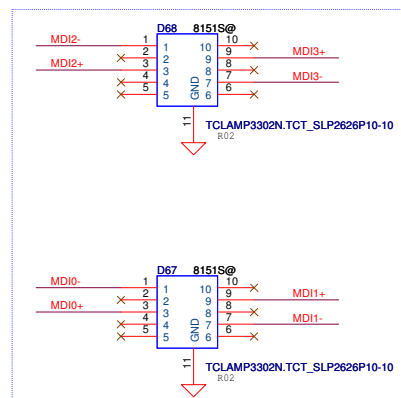 D68 8151S@
MDI2- 1 1 10 10
2 2 9 9 MDI3+
MDI2+ 3 3 8 8
4 4 7 7 MDI3-
5 5 6 6
GND
11
TCLAMP3302N.TCT_SLP2626P10-10
R02
D67 8151S@
MDI0- 1 1 10 10
2 2 9 9 MDI1+
MDI0+ 3 3 8 8
4 4 7 7 MDI1-
5 5 6 6
GND
11
TCLAMP3302N.TCT_SLP2626P10-10
R02